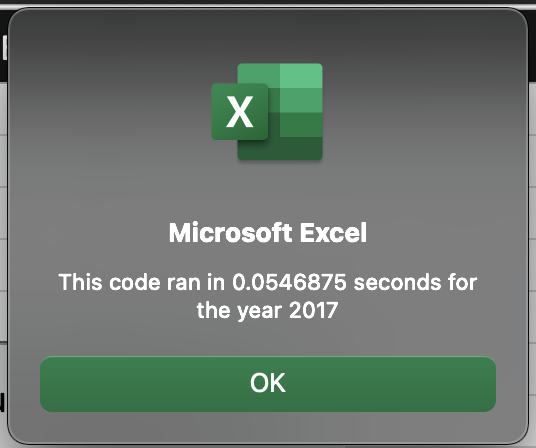 X
Microsoft Excel
This code ran in 0.0546875 seconds for
the year 2017
OK